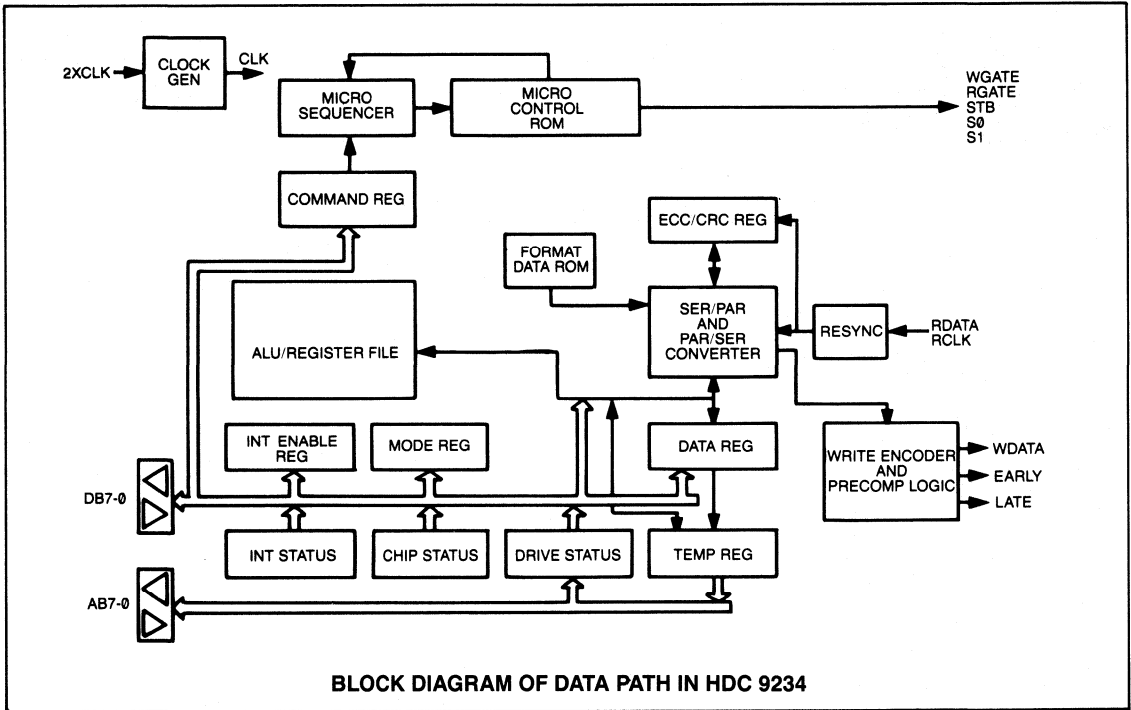 2XCLK
CLOCK
GEN
CLK
MICRO
SEQUENCER
MICRO
CONTROL
ROM
WGATE
RGATE
STB
S0
S1
COMMAND REG
ECC/CRC REG
FORMAT
DATA ROM
SER/PAR
AND
PAR/SER
CONVERTER
RESYNC
RDATA
RCLK
ALU/REGISTER FILE
INT ENABLE
REG
MODE REG
DATA REG
WRITE ENCODER
AND
PRECOMP LOGIC
WDATA
EARLY
LATE
DB7-0
INT STATUS
CHIP STATUS
DRIVE STATUS
TEMP REG
AB7-0
BLOCK DIAGRAM OF DATA PATH IN HDC 9234